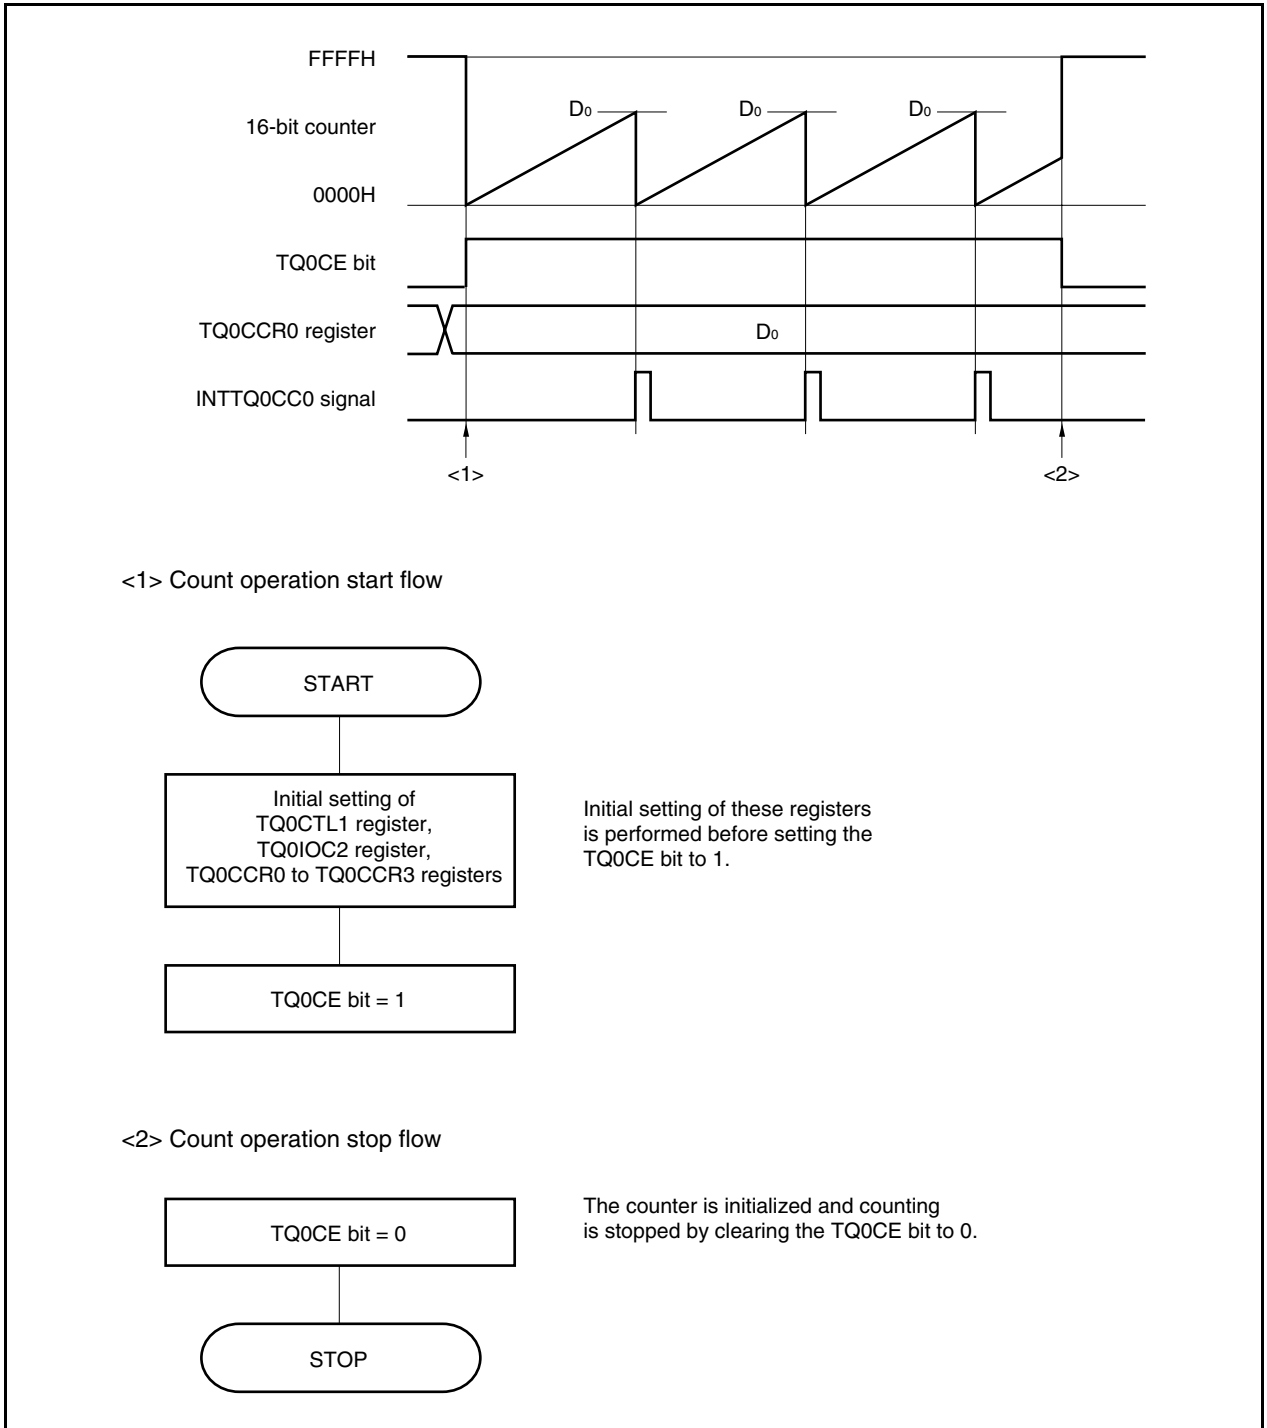 FFFFH
16-bit counter
0000H
D0
D0
D0
TQ0CE bit
TQ0CCR0 register
D0
INTTQ0CC0 signal
<1>
<2>
<1> Count operation start flow
START
Initial setting of
TQ0CTL1 register,
TQ0IOC2 register,
TQ0CCR0 to TQ0CCR3 registers
Initial setting of these registers
is performed before setting the
TQ0CE bit to 1.
TQ0CE bit = 1
<2> Count operation stop flow
TQ0CE bit = 0
The counter is initialized and counting
is stopped by clearing the TQ0CE bit to 0.
STOP